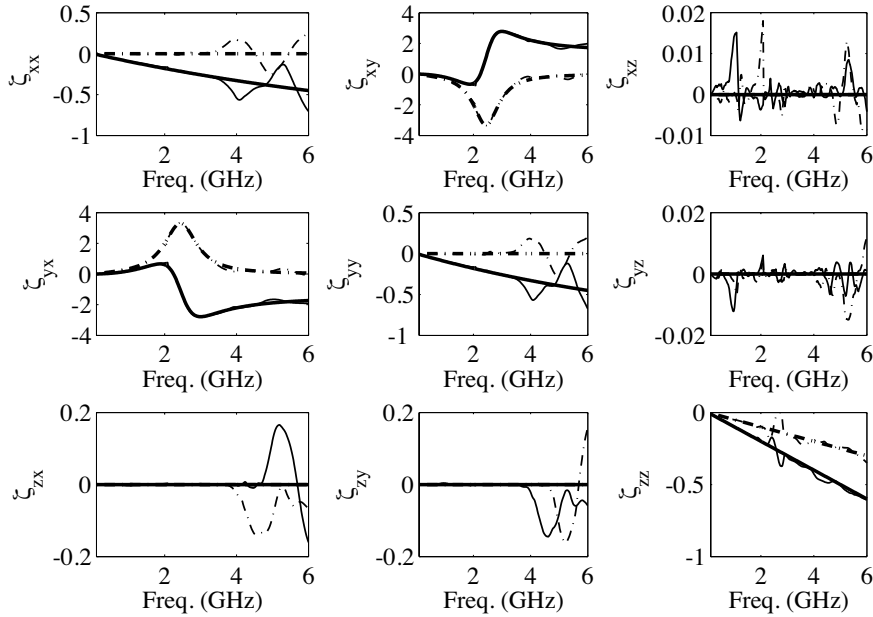 0.5
0
-0.5
-1
ζxx
2 4 6
Freq. (GHz)
4
2
0
-2
-4
ζxy
2 4 6
Freq. (GHz)
0.02
0.01
0
-0.01
ζxz
2 4 6
Freq. (GHz)
4
2
0
-2
-4
ζyx
2 4 6
Freq. (GHz)
0.5
0
-0.5
-1
ζyy
2 4 6
Freq. (GHz)
0.02
0
-0.02
ζyz
2 4 6
Freq. (GHz)
0.2
0
0.2
ζzx
2 4 6
Freq. (GHz)
0.2
0
-0.2
ζzy
2 4 6
Freq. (GHz)
0
-0.5
-1
ζzz
2 4 6
Freq. (GHz)